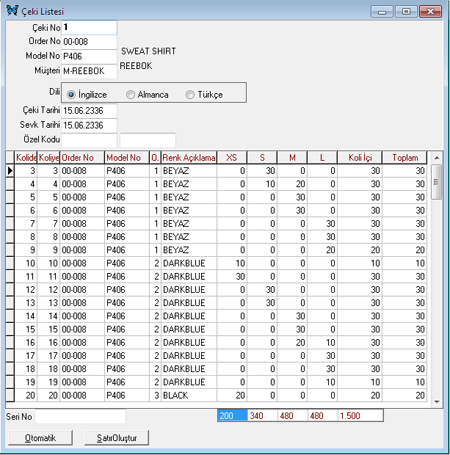 Çeki Listesi
Çeki No 1
Order No 00-008
Model No P406 SWEAT SHIRT
Müşteri M-REEBOK REEBOK
Dili İngilizce Almanca Türkçe
Çeki Tarihi 15.06.2336
Sevk Tarihi 15.06.2336
Özel Kodu
Kolide Koliye Order No Model No O. Renk Açıklama XS S M L Koli İçi Toplam
3 3 00-008 P406 1 BEYAZ 0 30 0 0 30 30
4 4 00-008 P406 1 BEYAZ 0 10 20 0 30 30
5 5 00-008 P406 1 BEYAZ 0 0 30 0 30 30
6 6 00-008 P406 1 BEYAZ 0 0 30 0 30 30
7 7 00-008 P406 1 BEYAZ 0 0 0 30 30 30
8 8 00-008 P406 1 BEYAZ 0 0 0 30 30 30
9 9 00-008 P406 1 BEYAZ 0 0 0 20 20 20
10 10 00-008 P406 2 DARKBLUE 10 0 0 0 10 10
11 11 00-008 P406 2 DARKBLUE 30 0 0 0 30 30
12 12 00-008 P406 2 DARKBLUE 0 30 0 0 30 30
13 13 00-008 P406 2 DARKBLUE 0 30 0 0 30 30
14 14 00-008 P406 2 DARKBLUE 0 0 30 0 30 30
15 15 00-008 P406 2 DARKBLUE 0 0 30 0 30 30
16 16 00-008 P406 2 DARKBLUE 0 0 20 10 30 30
17 17 00-008 P406 2 DARKBLUE 0 0 0 30 30 30
18 18 00-008 P406 2 DARKBLUE 0 0 0 30 30 30
19 19 00-008 P406 2 DARKBLUE 0 0 0 10 10 10
20 20 00-008 P406 3 BLACK 20 0 0 0 20 20
Seri No 200 340 480 480 1.500
Otomatik SatırOluştur